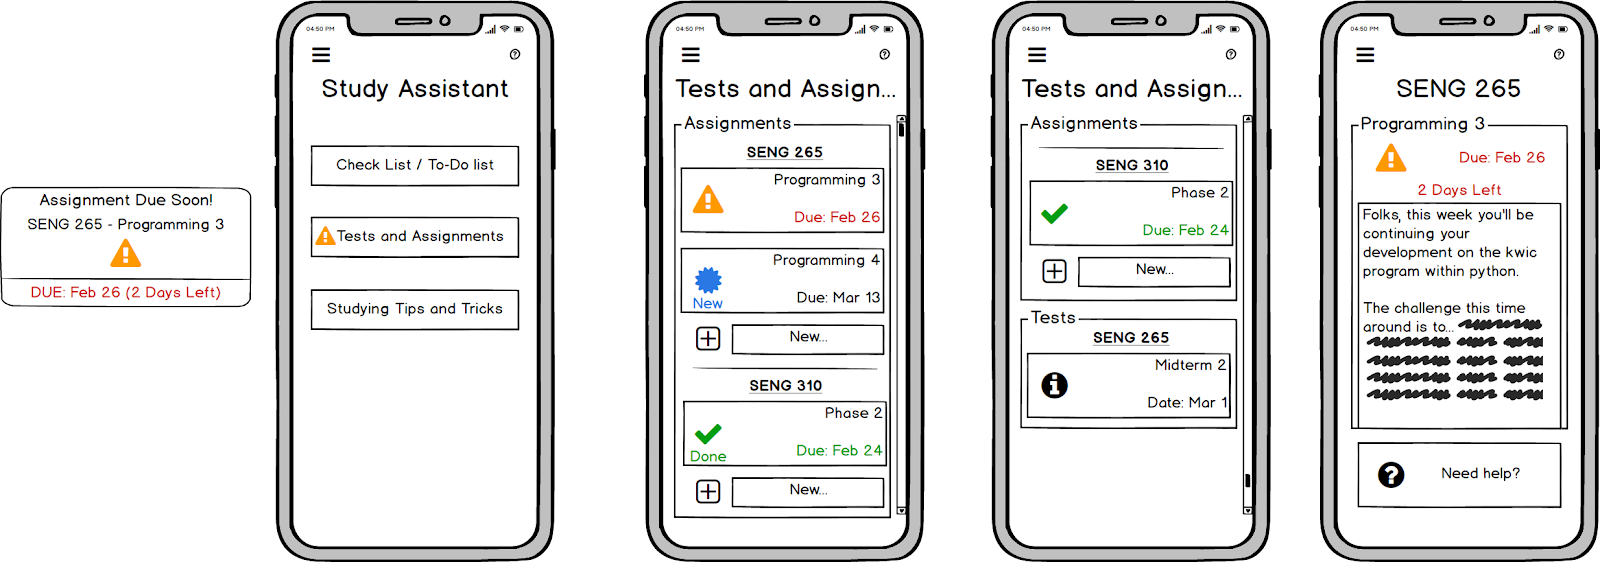 Assignment Due Soon!
SENG 265 - Programming 3
DUE: Feb 26 (2 Days Left)
04:50 PM
Study Assistant
Check List / To-Do list
Tests and Assignments
Studying Tips and Tricks
04:50 PM
Tests and Assign...
Assignments
SENG 265
Programming 3
Due: Feb 26
Programming 4
New
Due: Mar 13
New...
SENG 310
Phase 2
Done
Due: Feb 24
New...
04:50 PM
Tests and Assign...
Assignments
SENG 310
Phase 2
Due: Feb 24
New...
Tests
SENG 265
Midterm 2
Date: Mar 1
04:50 PM
SENG 265
Programming 3
Due: Feb 26
2 Days Left
Folks, this week you'll be
continuing your
development on the kwic
program within python.
The challenge this time
around is to...
Need help?